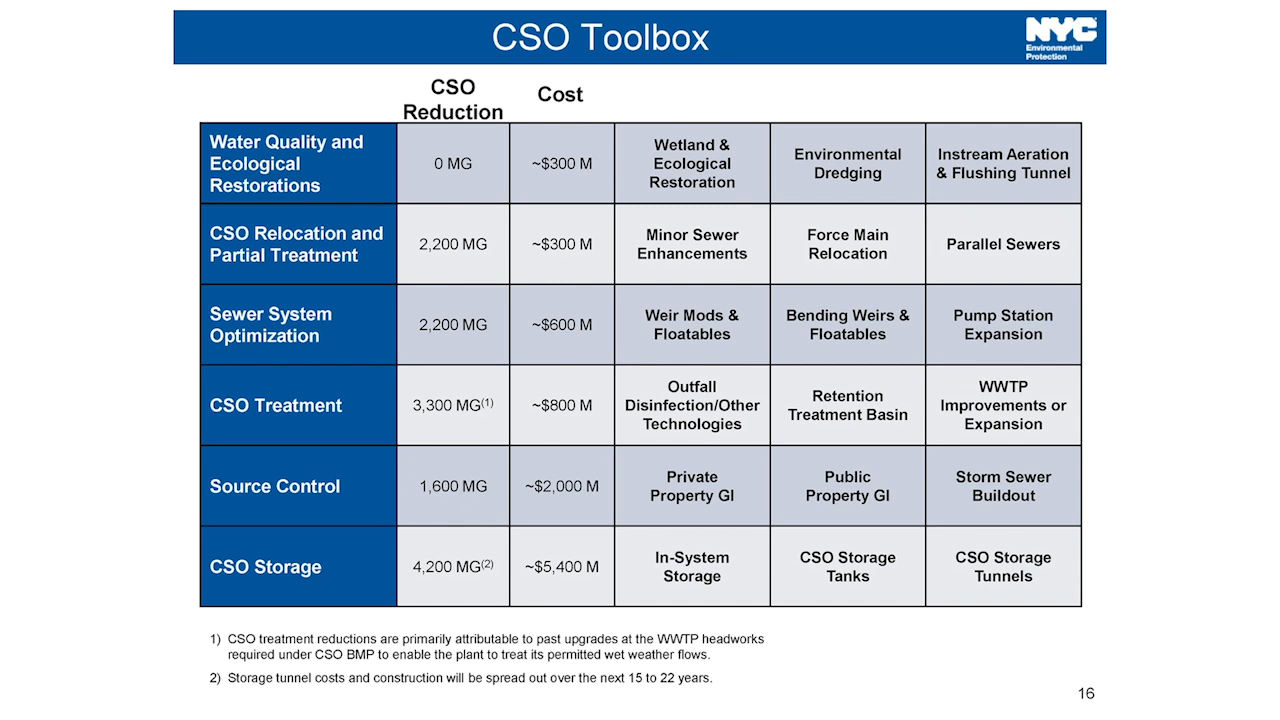 CSO Toolbox
NYC
Environmental
Protection
CSO
Reduction
Cost
Water Quality and
Ecological
Restorations
0 MG
~$300 M
Wetland &
Ecological
Restoration
Environmental
Dredging
Instream Aeration
& Flushing Tunnel
CSO Relocation and
Partial Treatment
2,200 MG
~$300 M
Minor Sewer
Enhancements
Force Main
Relocation
Parallel Sewers
Sewer System
Optimization
2,200 MG
~$600 M
Weir Mods &
Floatables
Bending Weirs &
Floatables
Pump Station
Expansion
CSO Treatment
3,300 MG(1)
~$800 M
Outfall
Disinfection/Other
Technologies
Retention
Treatment Basin
WWTP
Improvements or
Expansion
Source Control
1,600 MG
~$2,000 M
Private
Property GI
Public
Property GI
Storm Sewer
Buildout
CSO Storage
4,200 MG(2)
~$5,400 M
In-System
Storage
CSO Storage
Tanks
CSO Storage
Tunnels
1) CSO treatment reductions are primarily attributable to past upgrades at the WWTP headworks
required under CSO BMP to enable the plant to treat its permitted wet weather flows.
2) Storage tunnel costs and construction will be spread out over the next 15 to 22 years.
16